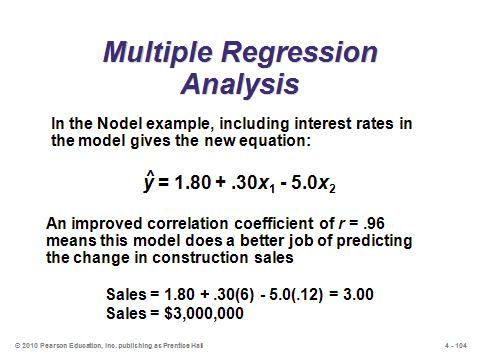 Multiple Regression
Analysis
In the Nodel example, including interest rates in
the model gives the new equation:
ŷ = 1.80 + .30x₁ - 5.0x₂
An improved correlation coefficient of r = .96
means this model does a better job of predicting
the change in construction sales
Sales = 1.80 + .30(6) - 5.0(.12) = 3.00
Sales = $3,000,000
© 2010 Pearson Education, Inc. publishing as Prentice Hall
4 - 104